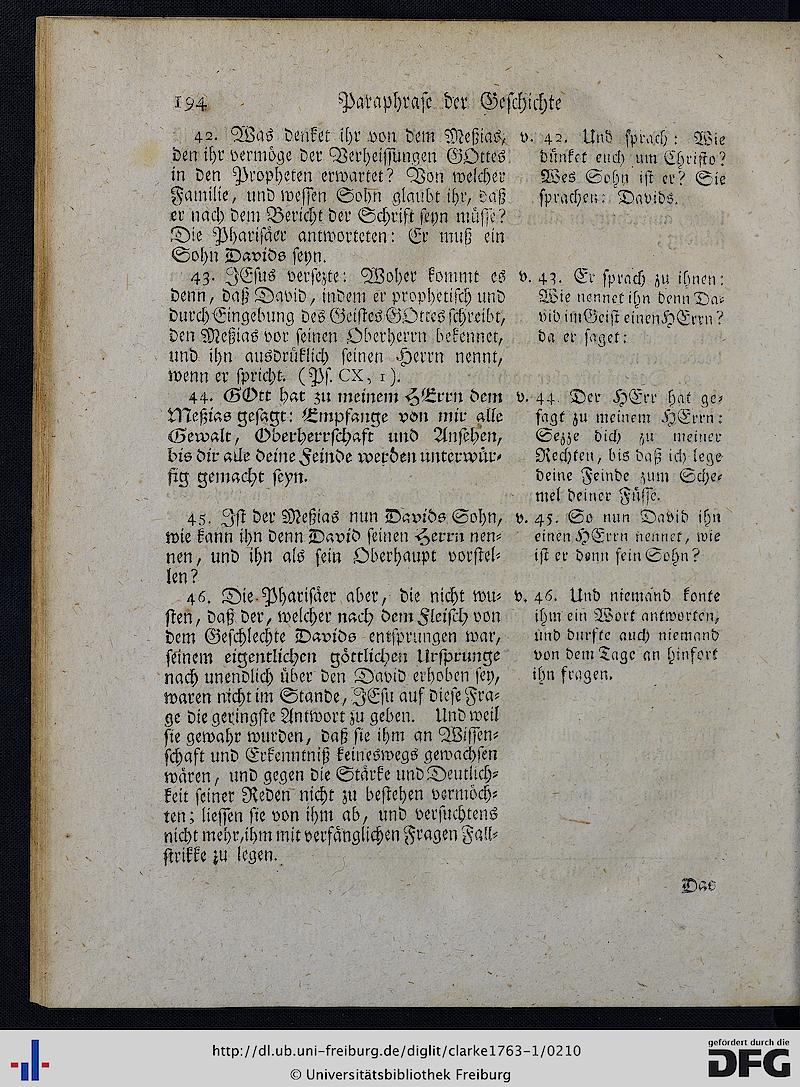 194 Paraphrase der Geschichte
42. Was denket ihr von dem Meßias,
den ihr vermöge der Verheissungen GOttes
in den Propheten erwartet? Von welcher
Familie, und wessen Sohn glaubt ihr, daß
er nach dem Bericht der Schrift seyn müsse?
Die Pharisäer antworteten: Er muß ein
Sohn Davids seyn.
43. JEsus versezte: Woher kommt es
denn, daß David, indem er prophetisch und
durch Eingebung des Geistes GOttes schreibt,
den Meßias vor seinen Oberherrn bekennet,
und ihn ausdrüklich seinen Herrn nennt,
wenn er spricht. (Ps. CX, 1).
44. GOtt hat zu meinem HErrn dem
Meßias gesagt: Empfange von mir alle
Gewalt, Oberherrschaft und Ansehen,
bis dir alle deine Feinde werden unterwür-
fig gemacht seyn.
45. Ist der Meßias nun Davids Sohn,
wie kann ihn denn David seinen Herrn nen-
nen, und ihn als sein Oberhaupt vorstel-
len?
46. Die Pharisäer aber, die nicht wu-
sten, daß der, welcher nach dem Fleisch von
dem Geschlechte Davids entsprungen war,
seinem eigentlichen göttlichen Ursprunge
nach unendlich über den David erhoben sey,
waren nicht im Stande, JEsu auf diese Fra-
ge die geringste Antwort zu geben. Und weil
sie gewahr wurden, daß sie ihm an Wissen-
schaft und Erkenntniß keineswegs gewachsen
wären, und gegen die Stärke und Deutlich-
keit seiner Reden nicht zu bestehen vermöch-
ten; liessen sie von ihm ab, und versuchtens
nicht mehr, ihm mit verfänglichen Fragen Fall-
strikke zu legen.
v. 42. Und sprach: Wie
dünket euch um Christo?
Wes Sohn ist er? Sie
sprachen: Davids.
v. 43. Er sprach zu ihnen:
Wie nennet ihn denn Da-
vid im Geist einen HErrn?
da er saget:
v. 44. Der HErr hat ge-
sagt zu meinem HErrn:
Sezze dich zu meiner
Rechten, bis daß ich lege
deine Feinde zum Sche-
mel deiner Füsse.
v. 45. So nun David ihn
einen HErrn nennet, wie
ist er denn sein Sohn?
v. 46. Und niemand konte
ihm ein Wort antworten,
und durfte auch niemand
von dem Tage an hinfort
ihn fragen.
Das
http://dl.ub.uni-freiburg.de/diglit/clarke1763-1/0210
© Universitätsbibliothek Freiburg
gefördert durch die
DFG